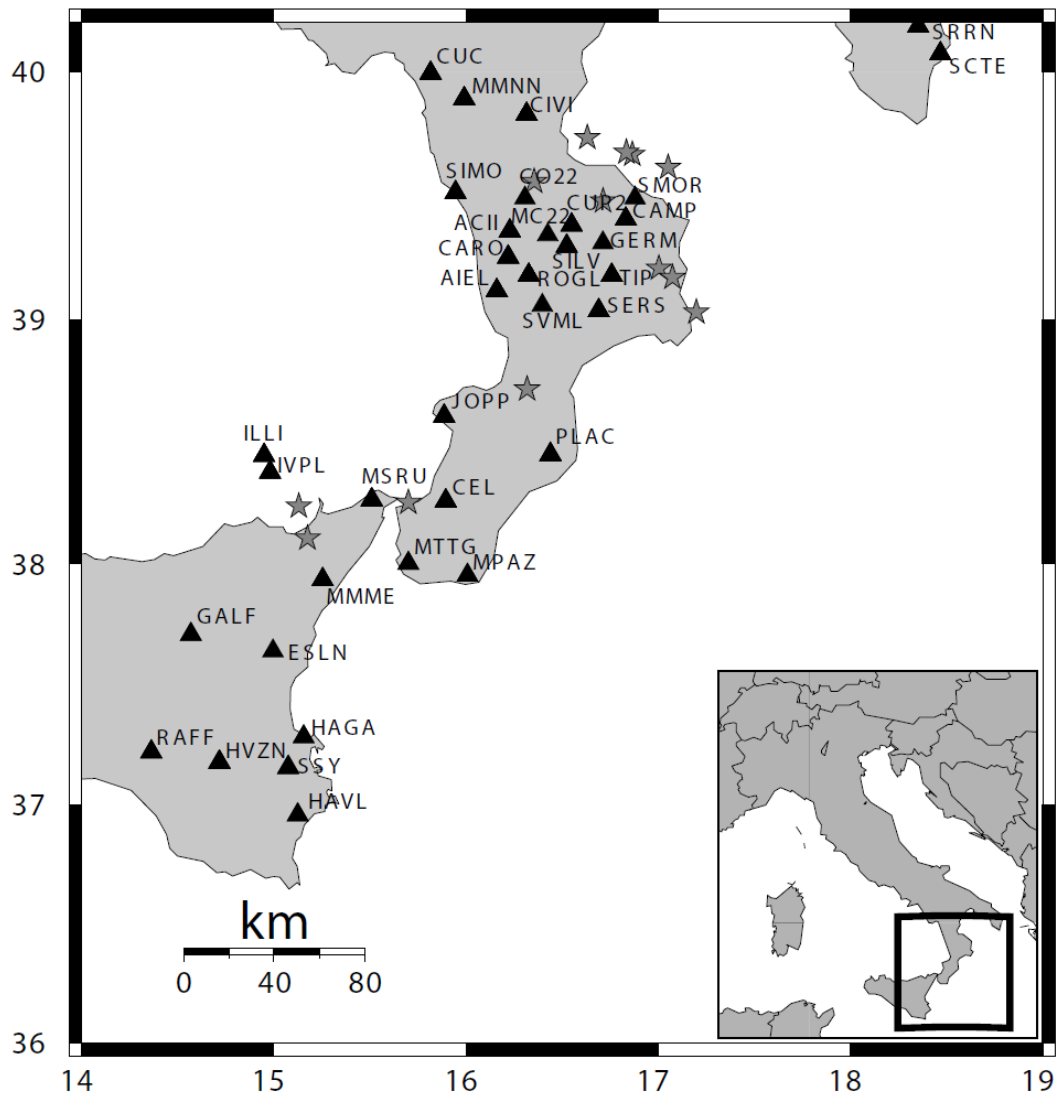 SRRN
40
CUC
SCTE
MMNN
CIVI
SIMO
CO22
SMOR
CUP2
ACII
MC22
CAMP
CARO
GERM
SILV
AIEL
ROGL
TIP
39
SVML
SERS
JOPP
ILLI
PLAC
IVPL
MSRU
CEL
38
MTTG
MPAZ
MMME
GALF
ESLN
RAFF
HAGA
HVZN
SSY
37
HAVL
km
0 40 80
36
14 15 16 17 18 19